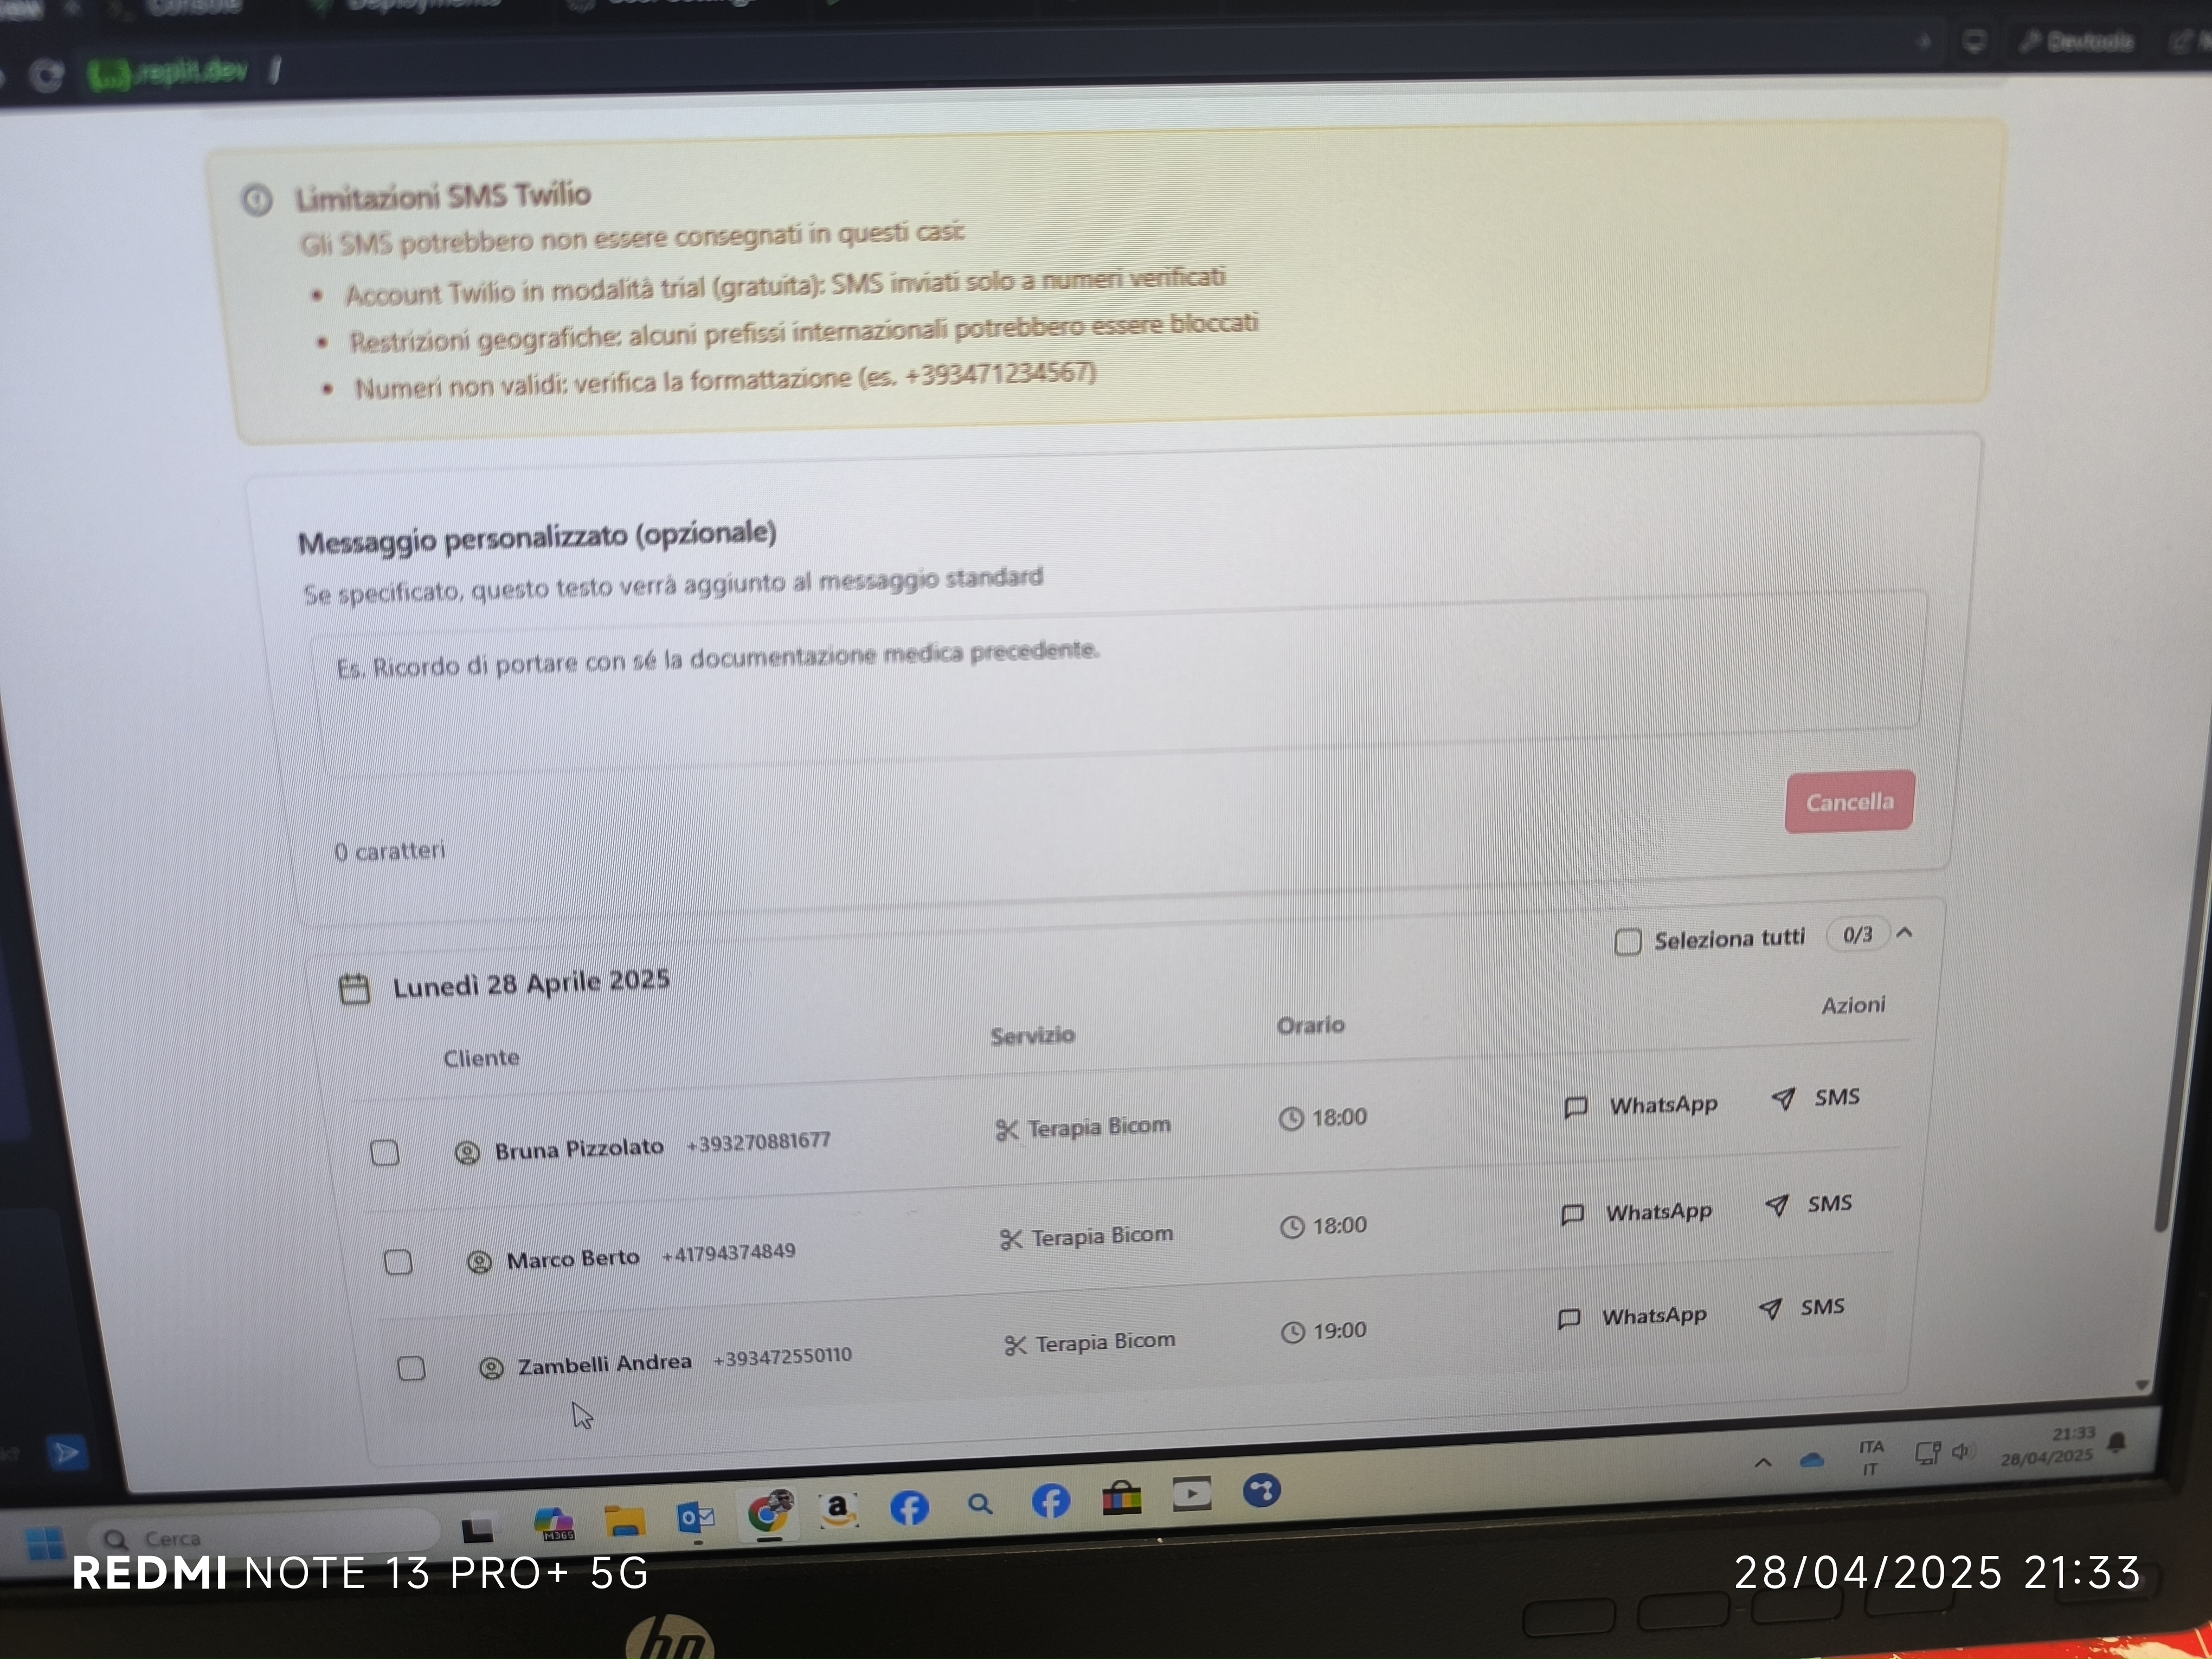 Console
.replit.dev /
Devtools
Limitazioni SMS Twilio
Gli SMS potrebbero non essere consegnati in questi casi:
• Account Twilio in modalità trial (gratuita): SMS inviati solo a numeri verificati
• Restrizioni geografiche: alcuni prefissi internazionali potrebbero essere bloccati
• Numeri non validi: verifica la formattazione (es. +393471234567)
Messaggio personalizzato (opzionale)
Se specificato, questo testo verrà aggiunto al messaggio standard
Es. Ricordo di portare con sé la documentazione medica precedente.
Cancella
0 caratteri
Lunedì 28 Aprile 2025 Seleziona tutti 0/3
Cliente Servizio Orario Azioni
Bruna Pizzolato +393270881677 Terapia Bicom 18:00 WhatsApp SMS
Marco Berto +41794374849 Terapia Bicom 18:00 WhatsApp SMS
Zambelli Andrea +393472550110 Terapia Bicom 19:00 WhatsApp SMS
Cerca
M365
ITA
IT
21:33
28/04/2025
REDMI NOTE 13 PRO+ 5G
28/04/2025 21:33
hp